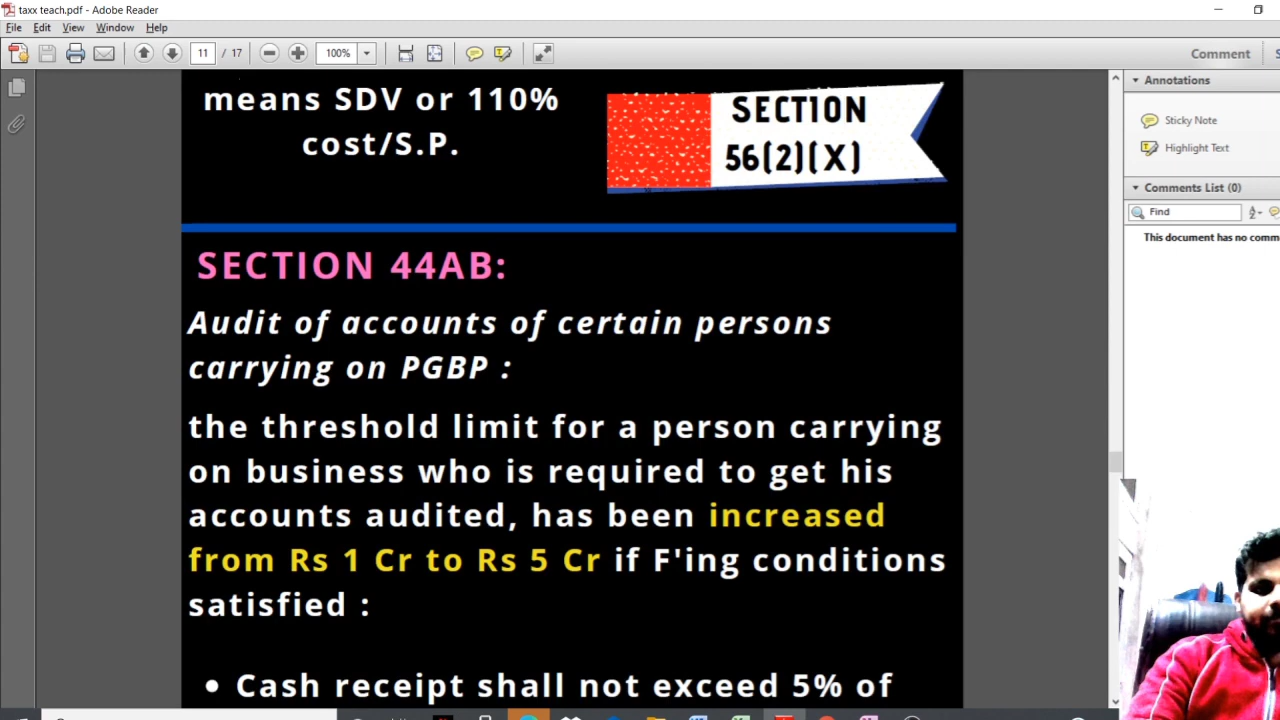 taxx teach.pdf - Adobe Reader
File Edit View Window Help
11 / 17 100% Comment
means SDV or 110%
cost/S.P.
SECTION
56(2)(X)
SECTION 44AB:
Audit of accounts of certain persons
carrying on PGBP :
the threshold limit for a person carrying
on business who is required to get his
accounts audited, has been increased
from Rs 1 Cr to Rs 5 Cr if F'ing conditions
satisfied :
• Cash receipt shall not exceed 5% of
Annotations
Sticky Note
Highlight Text
Comments List (0)
Find
This document has no comm